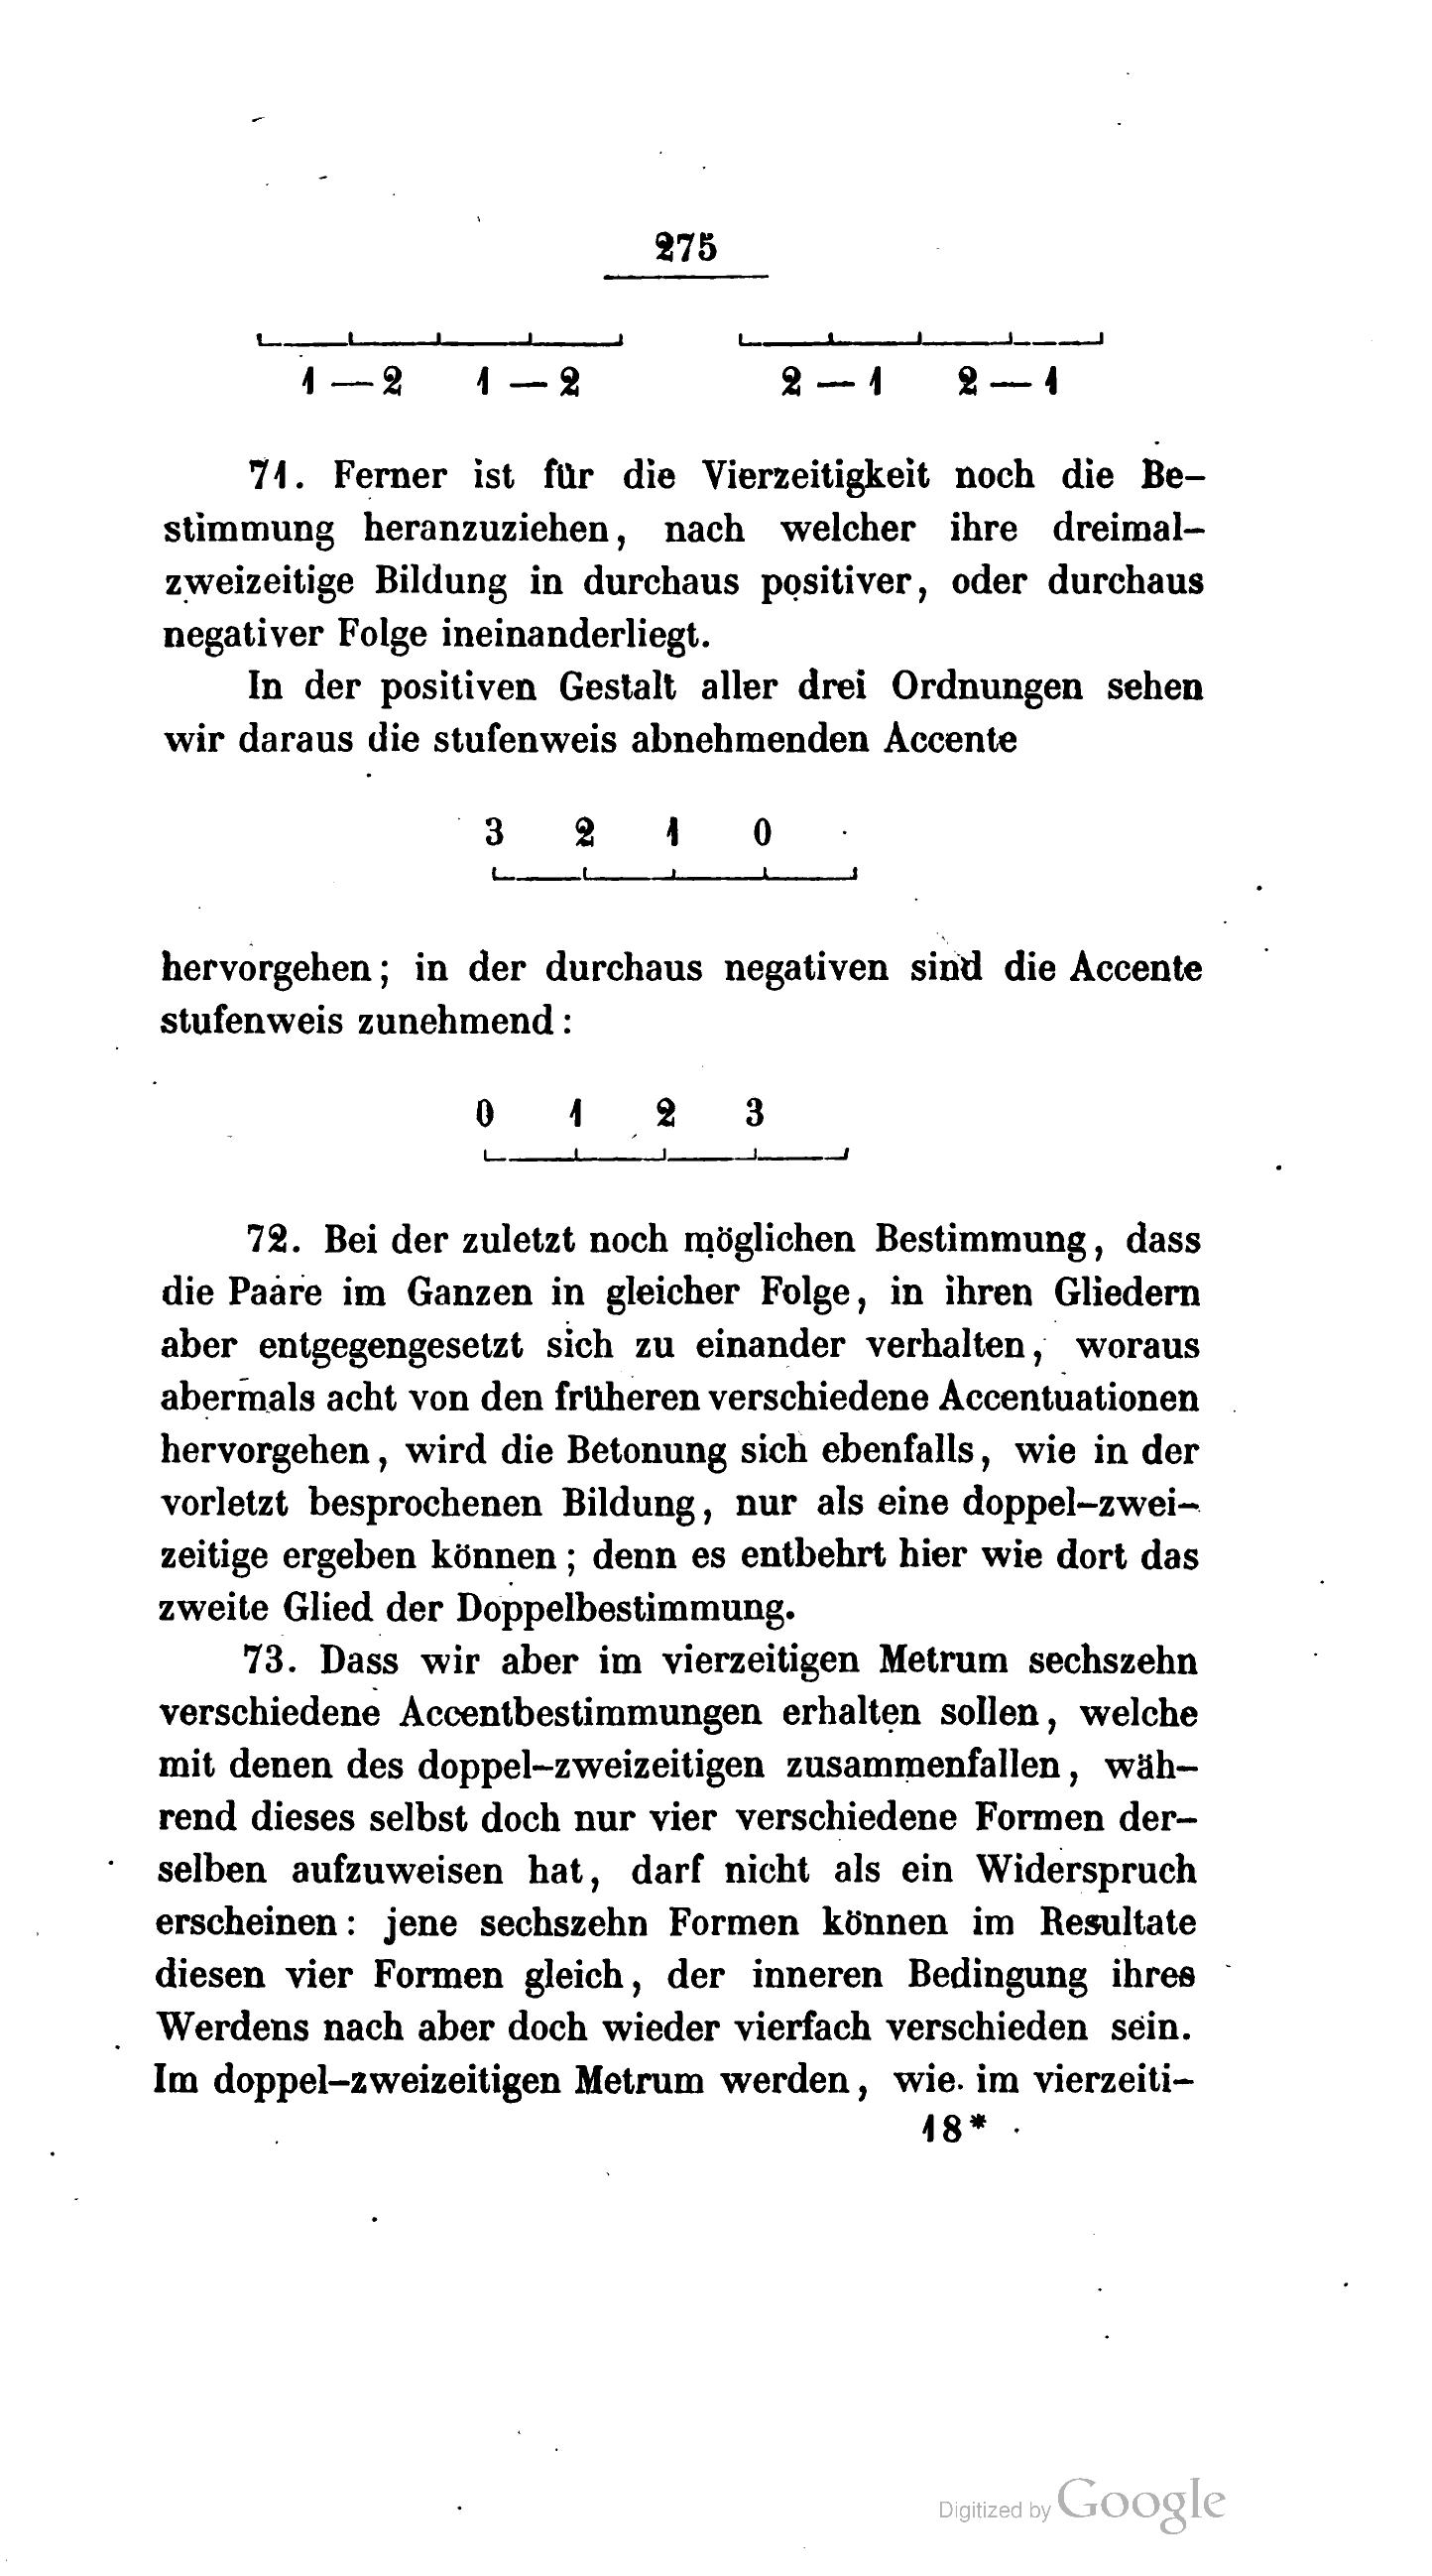 275
1 — 2 1 — 2 2 — 1 2 — 1
71. Ferner ist für die Vierzeitigkeit noch die Be-
stimmung heranzuziehen, nach welcher ihre dreimal-
zweizeitige Bildung in durchaus positiver, oder durchaus
negativer Folge ineinanderliegt.
In der positiven Gestalt aller drei Ordnungen sehen
wir daraus die stufenweis abnehmenden Accente
3 2 1 0
hervorgehen; in der durchaus negativen sind die Accente
stufenweis zunehmend:
0 1 2 3
72. Bei der zuletzt noch möglichen Bestimmung, dass
die Paare im Ganzen in gleicher Folge, in ihren Gliedern
aber entgegengesetzt sich zu einander verhalten, woraus
abermals acht von den früheren verschiedene Accentuationen
hervorgehen, wird die Betonung sich ebenfalls, wie in der
vorletzt besprochenen Bildung, nur als eine doppel-zwei-
zeitige ergeben können; denn es entbehrt hier wie dort das
zweite Glied der Doppelbestimmung.
73. Dass wir aber im vierzeitigen Metrum sechszehn
verschiedene Accentbestimmungen erhalten sollen, welche
mit denen des doppel-zweizeitigen zusammenfallen, wäh-
rend dieses selbst doch nur vier verschiedene Formen der-
selben aufzuweisen hat, darf nicht als ein Widerspruch
erscheinen: jene sechszehn Formen können im Resultate
diesen vier Formen gleich, der inneren Bedingung ihres
Werdens nach aber doch wieder vierfach verschieden sein.
Im doppel-zweizeitigen Metrum werden, wie im vierzeiti-
18*
Digitized by Google